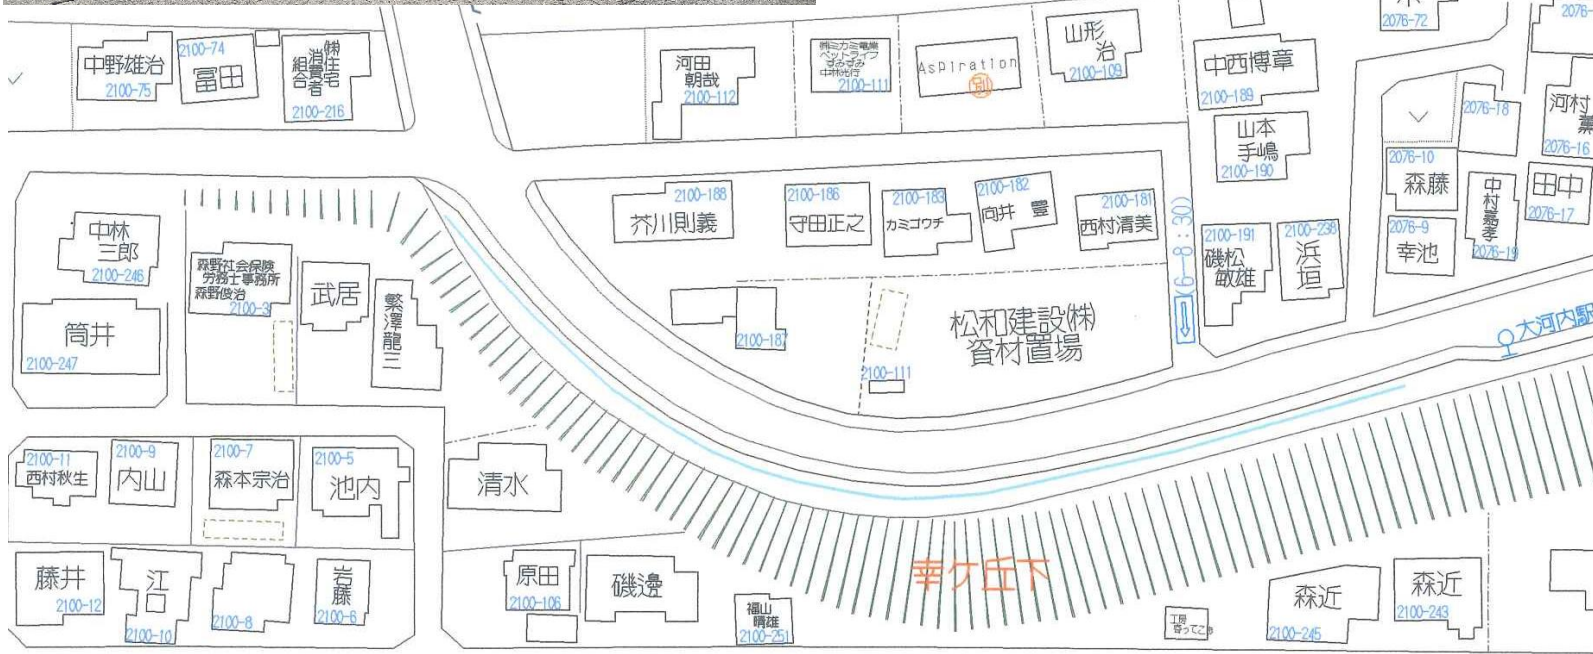 中野雄治
2100-75
2100-74
冨田
㈱住宅
消費者
組合
2100-216
河田
朝哉
2100-112
2100-111
Aspiration
別
山形
治
2100-109
2076-72
中西博章
2100-189
山本
手嶋
2100-190
2076-18
河村
薫
2076-16
2076-10
森藤
中村嘉孝
2076-19
田中
2076-17
2076-9
幸池
中林
三郎
2100-246
森野社会保険
労務士事務所
森野俊治
2100-3
武居
繁澤龍三
筒井
2100-247
2100-188
芥川則義
2100-186
守田正之
2100-183
カミゴウチ
2100-182
向井 豊
2100-181
西村清美
(6-8:30)
2100-191
磯松
敏雄
2100-238
浜垣
2100-187
松和建設㈱
資材置場
2100-111
大河内駅
2100-11
西村秋生
2100-9
内山
2100-7
森本宗治
2100-5
池内
清水
藤井
2100-12
江口
2100-10
2100-8
岩藤
2100-6
原田
2100-106
磯邊
福山
晴雄
2100-251
幸ケ丘下
工房
森近
2100-245
森近
2100-243